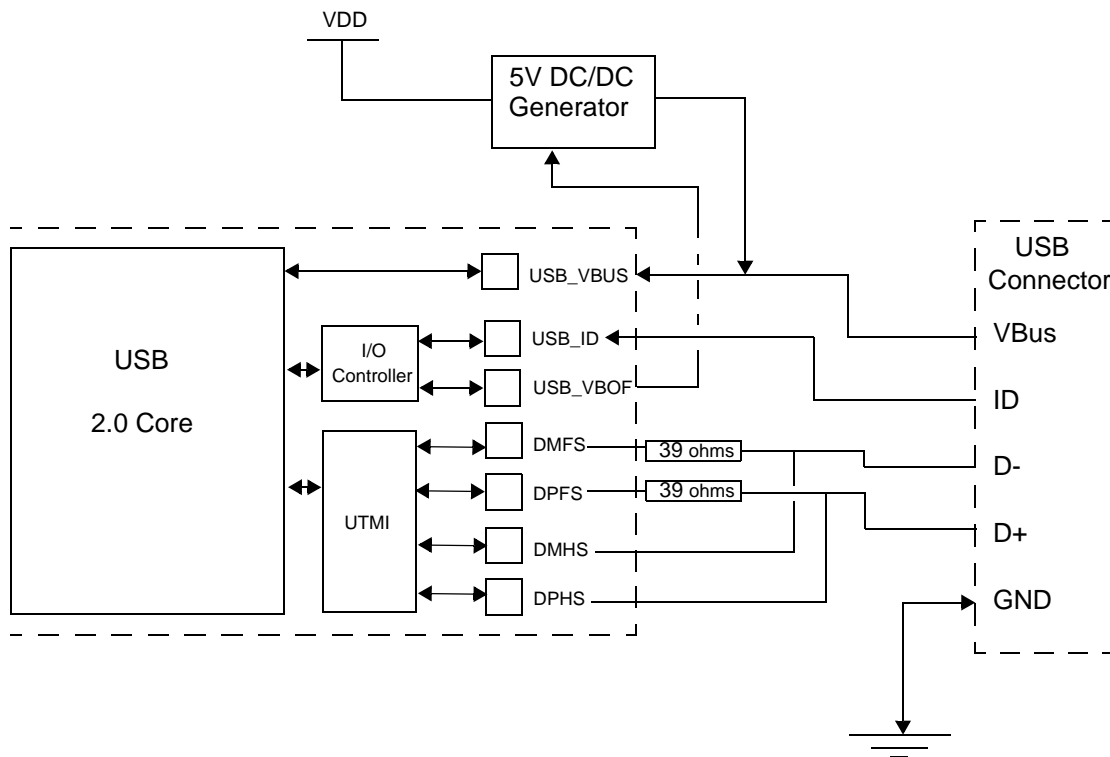 VDD
5V DC/DC
Generator
USB
Connector
USB_VBUS
VBus
USB_ID
I/O
Controller
USB
2.0 Core
USB_VBOF
ID
DMFS
39 ohms
D-
DPFS
39 ohms
UTMI
D+
DMHS
DPHS
GND